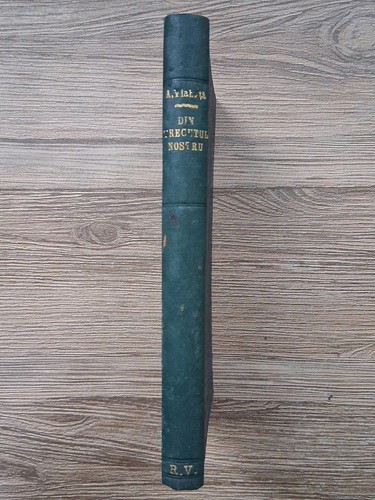 DIN
TRECUTUL
NOSTRU
R.V.